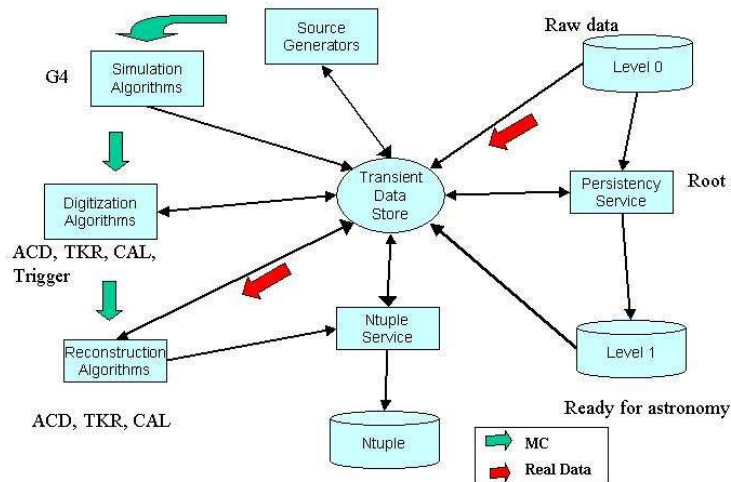 Source
Generators
Raw data
Level 0
G4
Simulation
Algorithms
Transient
Data
Store
Persistency
Service
Root
Digitization
Algorithms
ACD, TKR, CAL,
Trigger
Ntuple
Service
Level 1
Reconstruction
Algorithms
Ready for astronomy
ACD, TKR, CAL
Ntuple
MC
Real Data